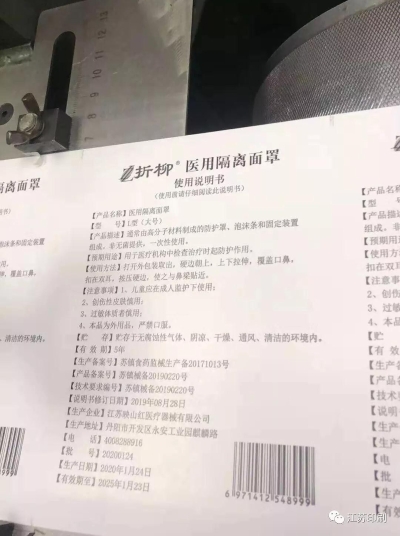 折柳® 医用隔离面罩
使用说明书
(使用前请仔细阅读此说明书)
【产品名称】医用隔离面罩
【型 号】L型(大号)
【产品描述】通常由高分子材料制成的防护罩、泡沫条和固定装置
组成。非无菌提供，一次性使用。
【预期用途】用于医疗机构中检查治疗时起防护作用。
【使用方法】打开外包装取出，硬边朝上，上下拉伸，覆盖口鼻，
扣在双耳，按压硬边，使之与鼻梁贴近。
【注意事项】1、儿童应在成人监护下使用；
2、创伤性皮肤慎用；
3、过敏体质者慎用；
4、本品为外用品，严禁口服。
【贮 存】贮存于无腐蚀性气体、阴凉、干燥、通风、清洁的环境内。
【有 效 期】5年
【生产备案号】苏镇食药监械生产备20171013号
【产品备案号】苏镇械备20190220号
【技术要求编号】苏镇械备20190220号
【说明书修订日期】2019年08月28日
【生产企业】江苏映山红医疗器械有限公司
【生产地址】丹阳市开发区永安工业园麒麟路
【电 话】4008288916
【批 号】20200124
【生产日期】2020年1月24日
【有效期至】2025年1月23日
6 971412 548999
江苏印刷